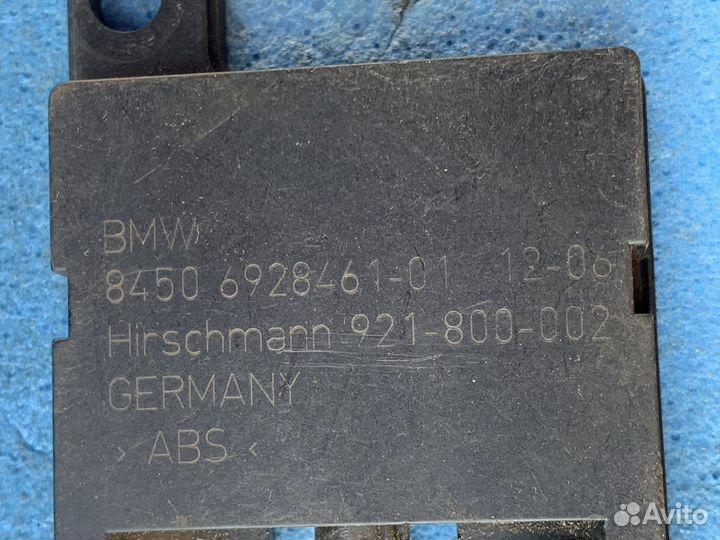 BMW
8450 6928461-01 12-06
Hirschmann 921-800-002
GERMANY
> ABS <
Avito